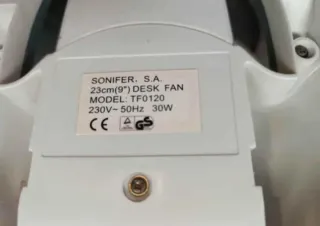 SONIFER, S.A.
23cm(9") DESK FAN
MODEL: TF0120
230V~ 50Hz 30W
CE GS